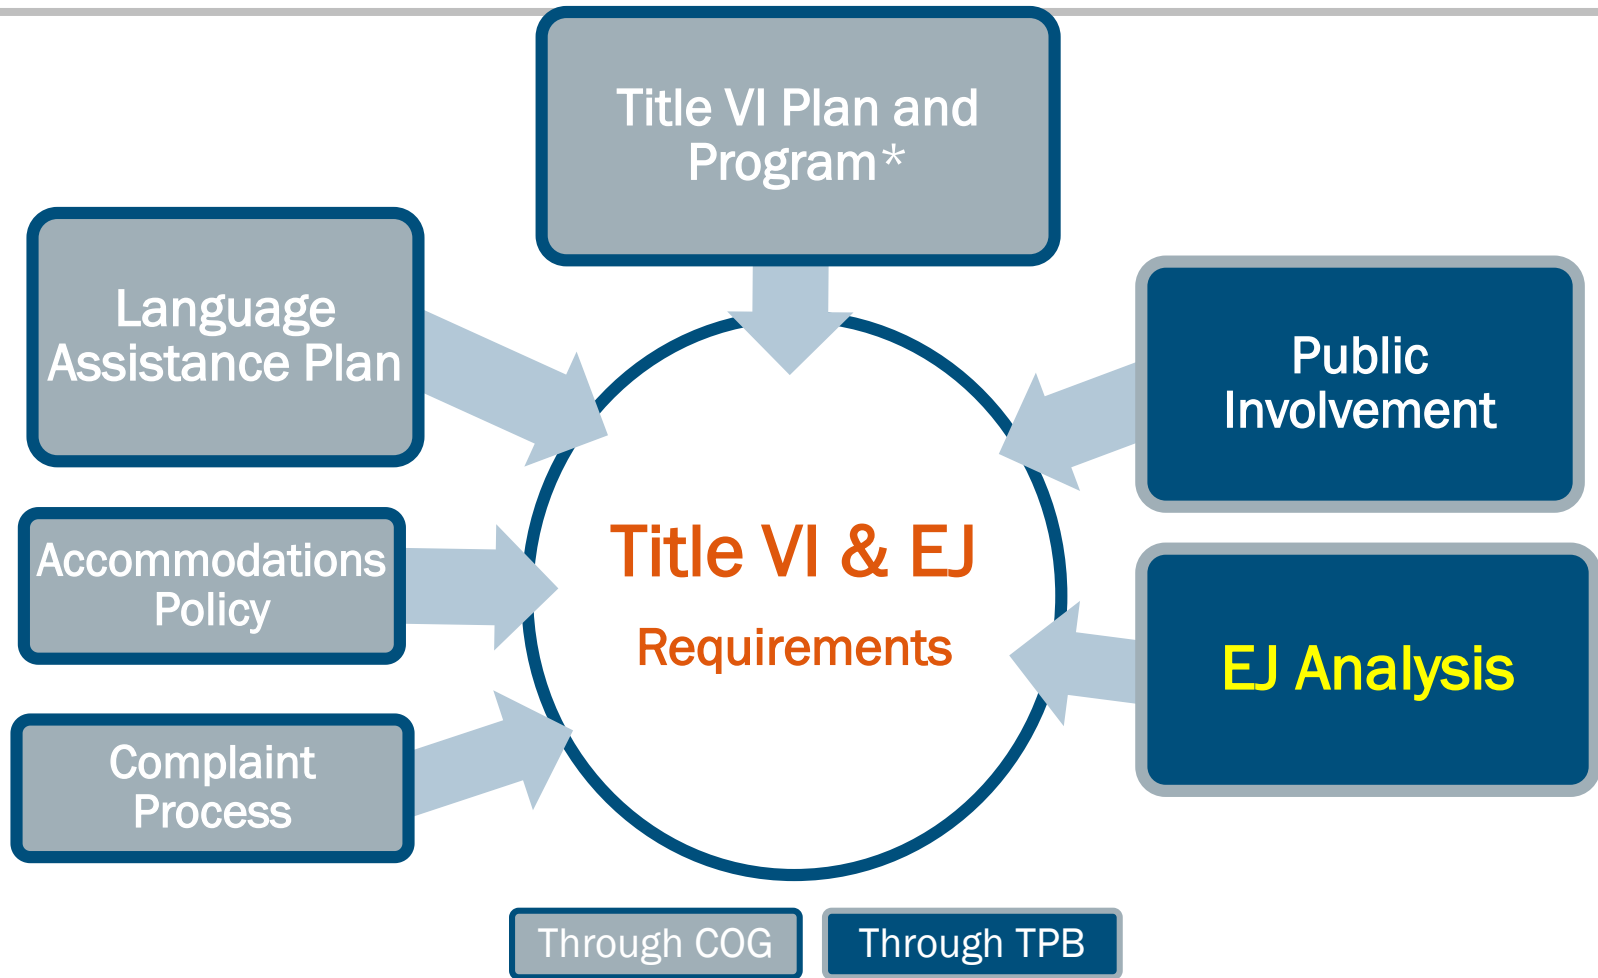 Title VI Plan and
Program*
Language
Assistance Plan
Public
Involvement
Accommodations
Policy
Title VI & EJ
Requirements
EJ Analysis
Complaint
Process
Through COG
Through TPB